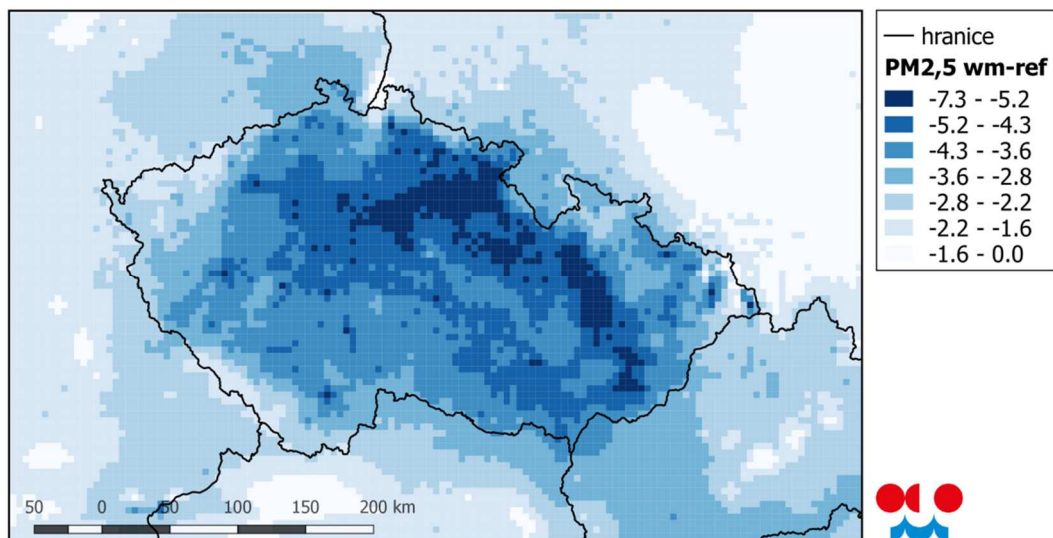 hranice
PM2,5 wm-ref
-7.3 - -5.2
-5.2 - -4.3
-4.3 - -3.6
-3.6 - -2.8
-2.8 - -2.2
-2.2 - -1.6
-1.6 - 0.0
50 0 50 100 150 200 km